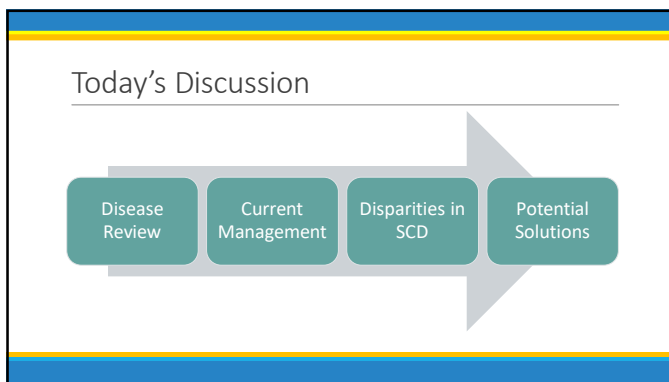 Today's Discussion
Disease
Review
Current
Management
Disparities in
SCD
Potential
Solutions